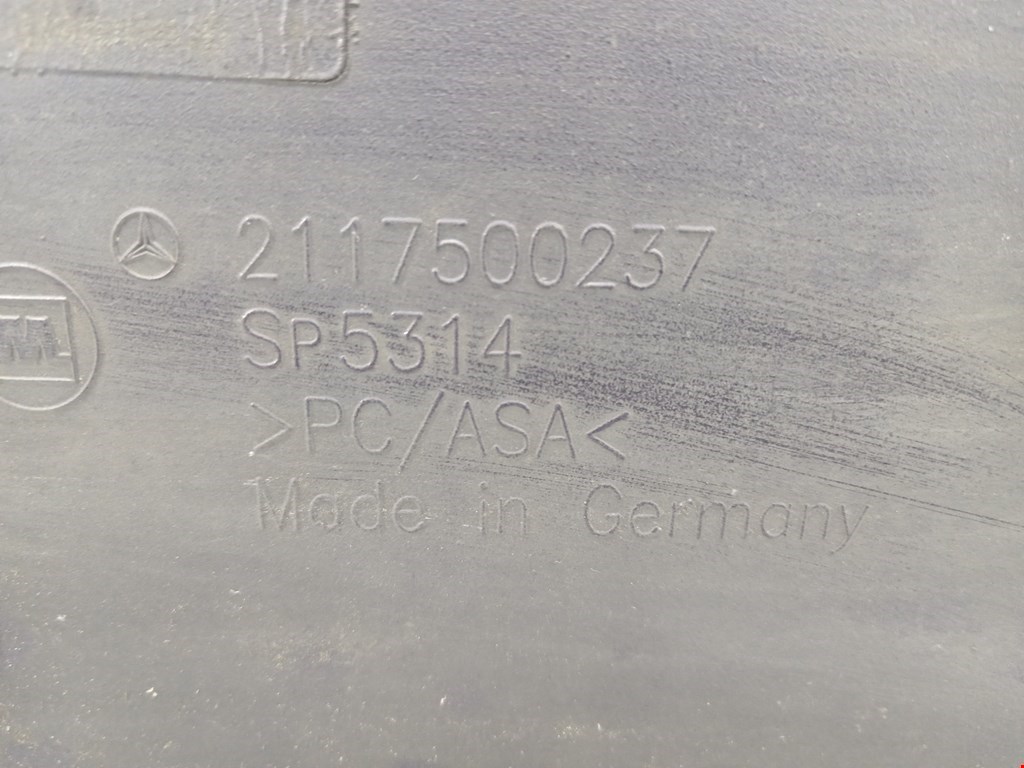 2117500237
SP5314
>PC/ASA<
Made in Germany